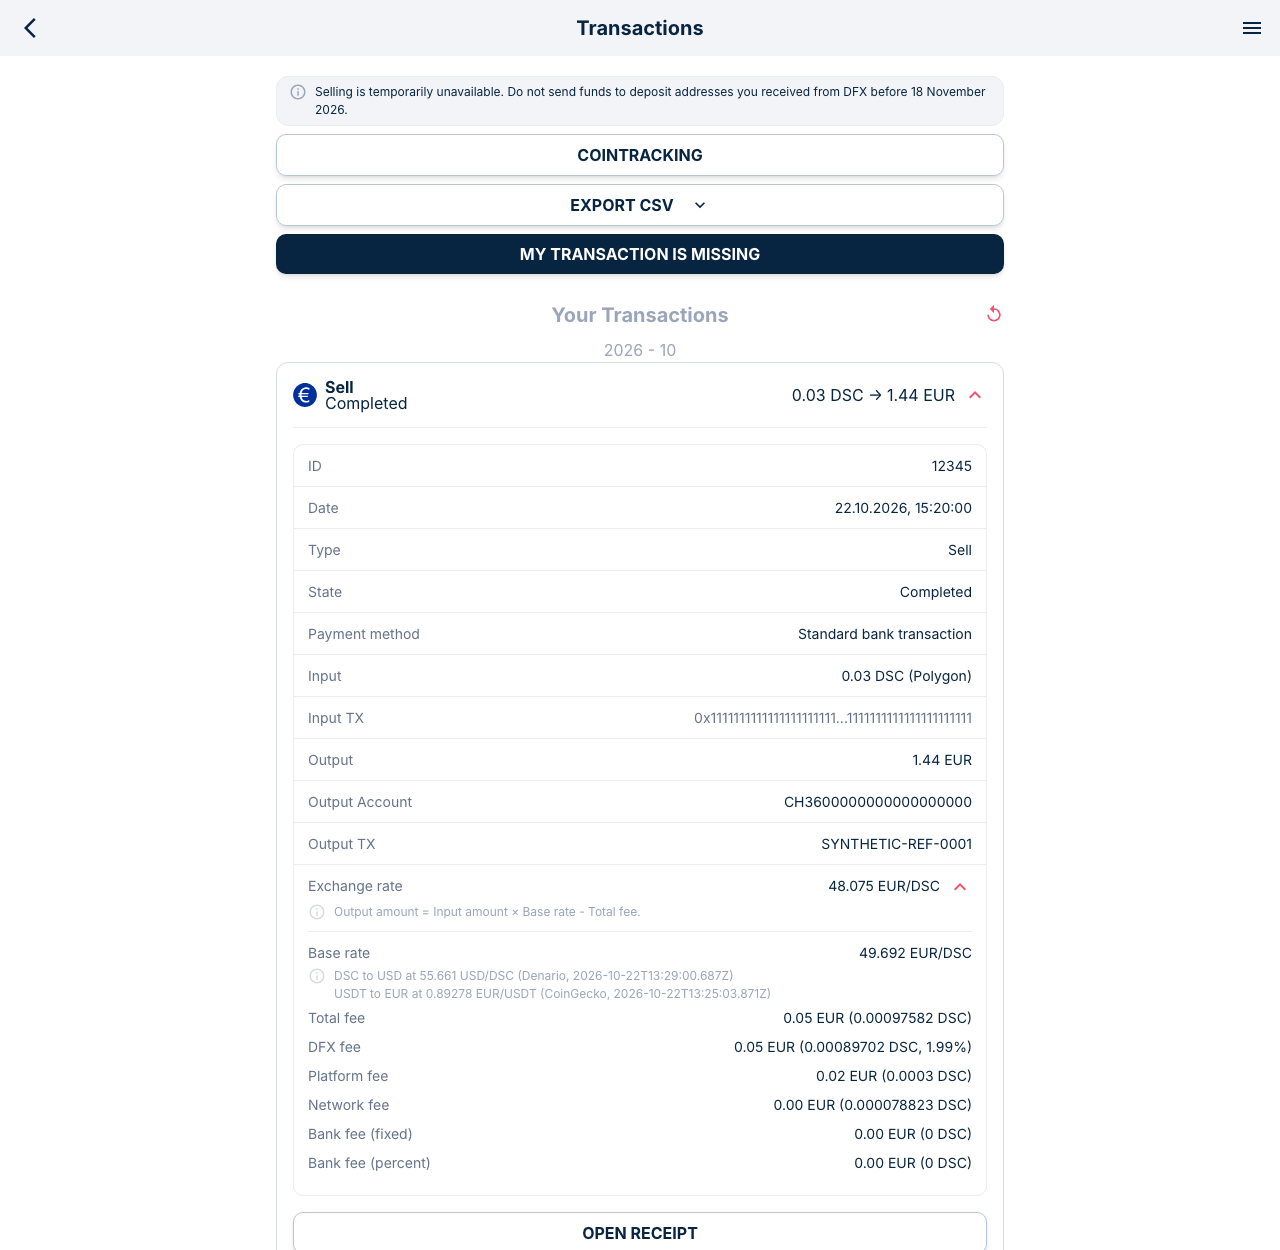 Transactions
Selling is temporarily unavailable. Do not send funds to deposit addresses you received from DFX before 18 November
2026.
COINTRACKING
EXPORT CSV
MY TRANSACTION IS MISSING
Your Transactions
2026 - 10
Sell
Completed
0.03 DSC → 1.44 EUR
ID 12345
Date 22.10.2026, 15:20:00
Type Sell
State Completed
Payment method Standard bank transaction
Input 0.03 DSC (Polygon)
Input TX 0x1111111111111111111111...1111111111111111111111
Output 1.44 EUR
Output Account CH3600000000000000000
Output TX SYNTHETIC-REF-0001
Exchange rate 48.075 EUR/DSC
Output amount = Input amount × Base rate - Total fee.
Base rate 49.692 EUR/DSC
DSC to USD at 55.661 USD/DSC (Denario, 2026-10-22T13:29:00.687Z)
USDT to EUR at 0.89278 EUR/USDT (CoinGecko, 2026-10-22T13:25:03.871Z)
Total fee 0.05 EUR (0.00097582 DSC)
DFX fee 0.05 EUR (0.00089702 DSC, 1.99%)
Platform fee 0.02 EUR (0.0003 DSC)
Network fee 0.00 EUR (0.000078823 DSC)
Bank fee (fixed) 0.00 EUR (0 DSC)
Bank fee (percent) 0.00 EUR (0 DSC)
OPEN RECEIPT